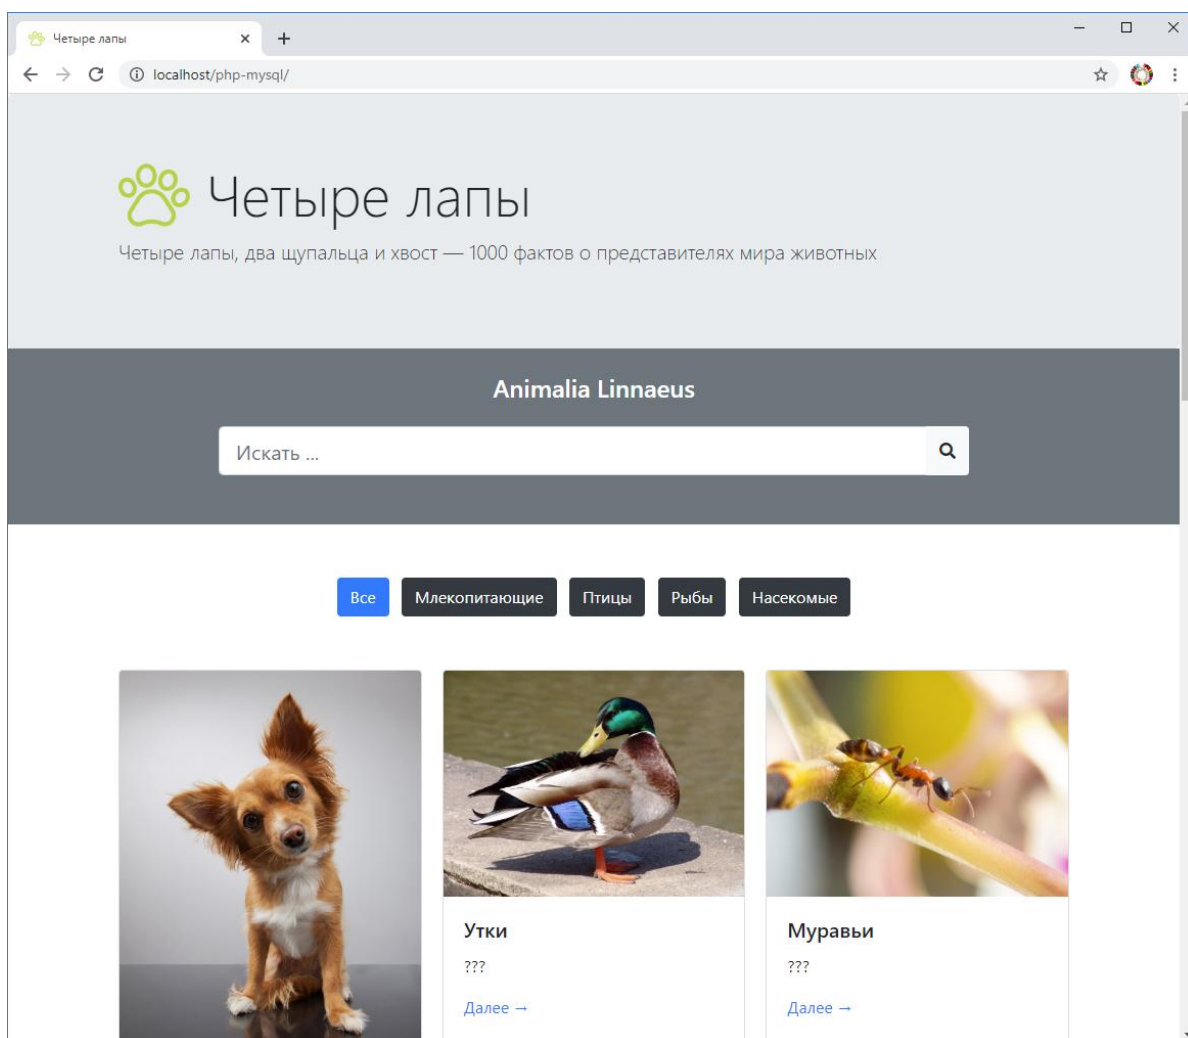 Четыре лапы
localhost/php-mysql/
Четыре лапы
Четыре лапы, два щупальца и хвост — 1000 фактов о представителях мира животных
Animalia Linnaeus
Искать ...
Все Млекопитающие Птицы Рыбы Насекомые
Утки
???
Далее →
Муравьи
???
Далее →